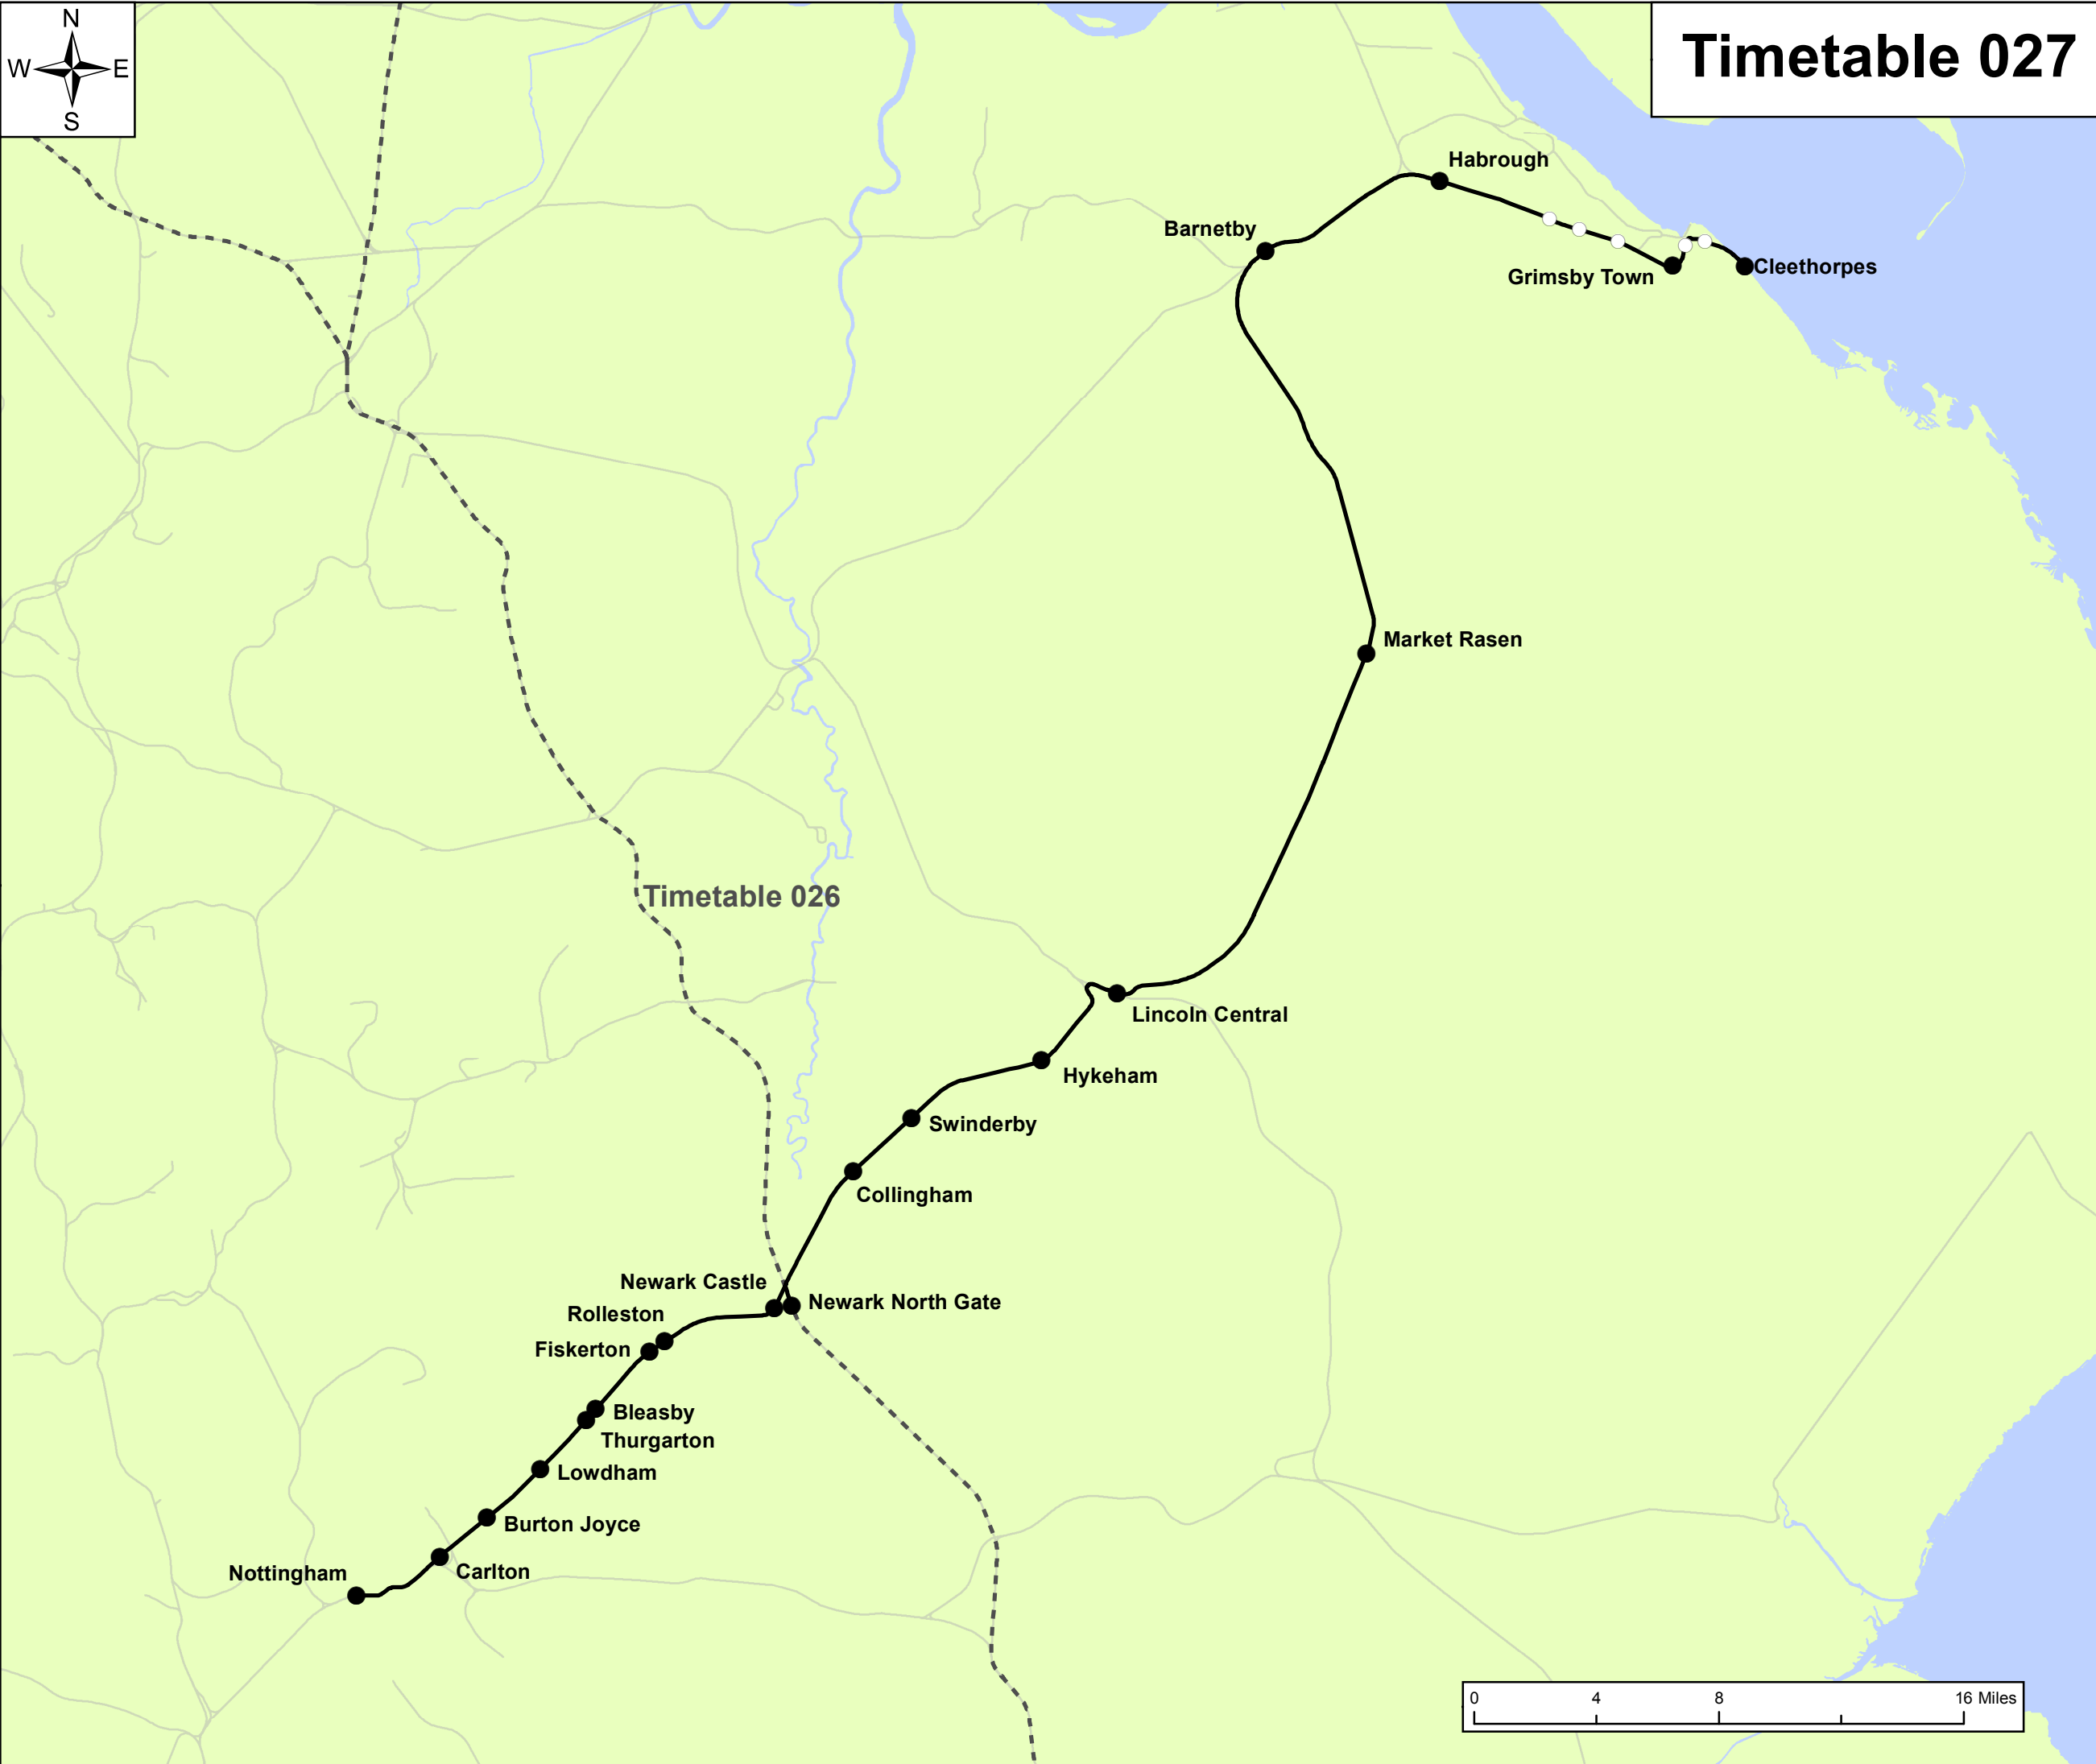 N
Timetable 027
W E
S
Habrough
Barnetby
Grimsby Town
Cleethorpes
Market Rasen
Timetable 026
Lincoln Central
Hykeham
Swinderby
Collingham
Newark Castle
Newark North Gate
Rolleston
Fiskerton
Bleasby
Thurgarton
Lowdham
Burton Joyce
Nottingham
Carlton
0 4 8 16 Miles